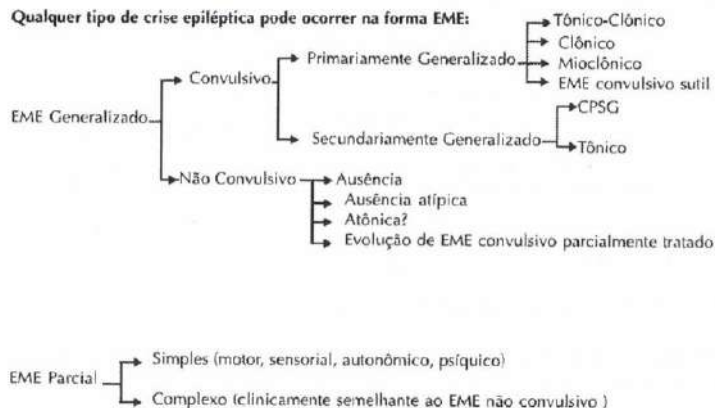 Qualquer tipo de crise epiléptica pode ocorrer na forma EME:
EME Generalizado
Convulsivo
Primariamente Generalizado
Tônico-Clônico
Clônico
Mioclônico
EME convulsivo sutil
Secundariamente Generalizado
CPSG
Tônico
Não Convulsivo
Ausência
Ausência atípica
Atônica?
Evolução de EME convulsivo parcialmente tratado
EME Parcial
Simples (motor, sensorial, autonômico, psíquico)
Complexo (clinicamente semelhante ao EME não convulsivo )